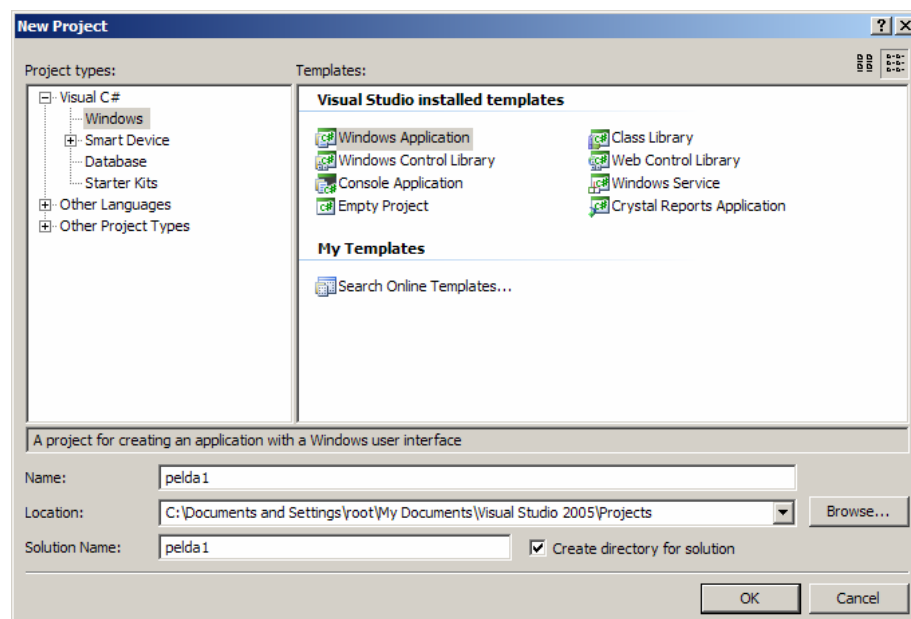 New Project
Project types:
Templates:
Visual C#
Windows
Smart Device
Database
Starter Kits
Other Languages
Other Project Types
Visual Studio installed templates
Windows Application
Class Library
Windows Control Library
Web Control Library
Console Application
Windows Service
Empty Project
Crystal Reports Application
My Templates
Search Online Templates...
A project for creating an application with a Windows user interface
Name:
pelda1
Location:
C:\Documents and Settings\root\My Documents\Visual Studio 2005\Projects
Browse...
Solution Name:
pelda1
Create directory for solution
OK
Cancel